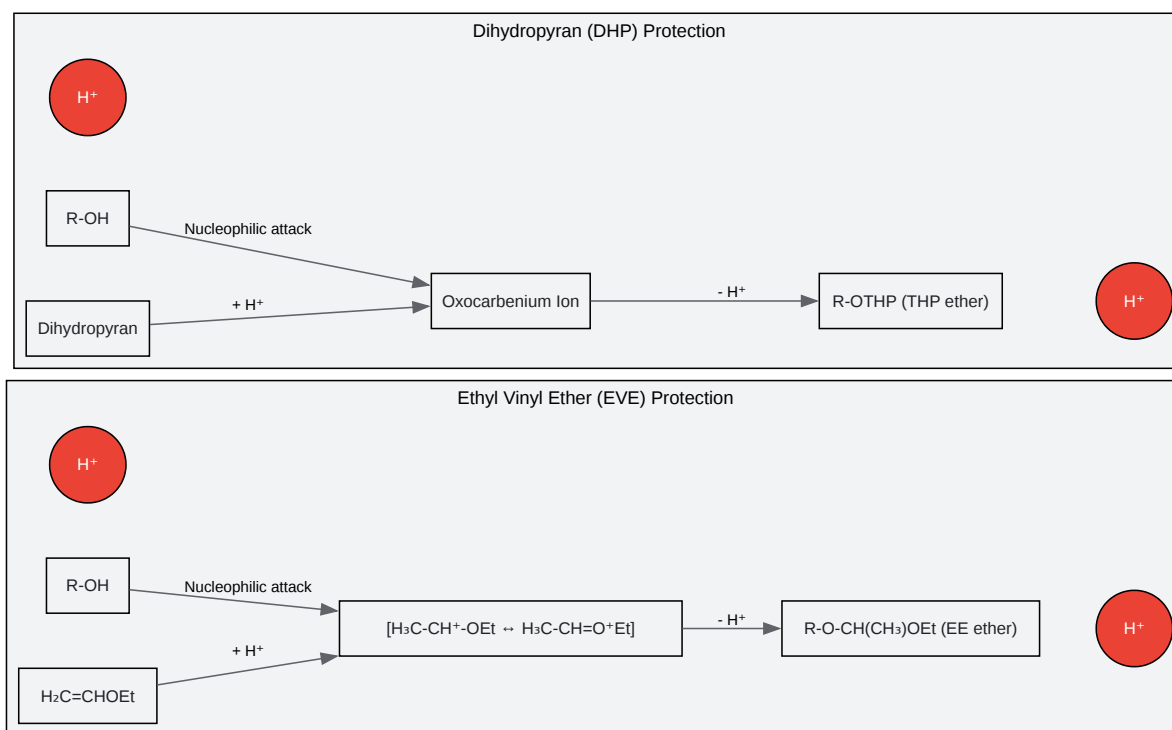 Dihydropyran (DHP) Protection
H⁺
R-OH
Nucleophilic attack
Dihydropyran
+ H⁺
Oxocarbenium Ion
- H⁺
R-OTHP (THP ether)
H⁺
Ethyl Vinyl Ether (EVE) Protection
H⁺
R-OH
Nucleophilic attack
H₂C=CHOEt
+ H⁺
[H₃C-CH⁺-OEt ↔ H₃C-CH=O⁺Et]
- H⁺
R-O-CH(CH₃)OEt (EE ether)
H⁺